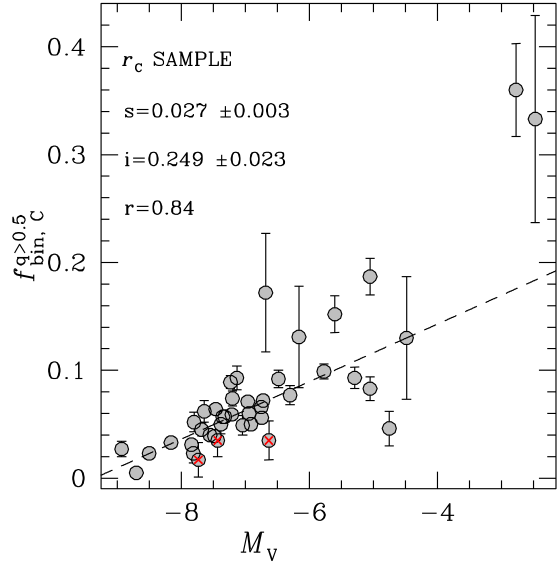 0.4
r_c SAMPLE
s=0.027 ±0.003
0.3
i=0.249 ±0.023
r=0.84
f_bin, C^q>0.5
0.2
0.1
0
−8 −6 −4
M_V